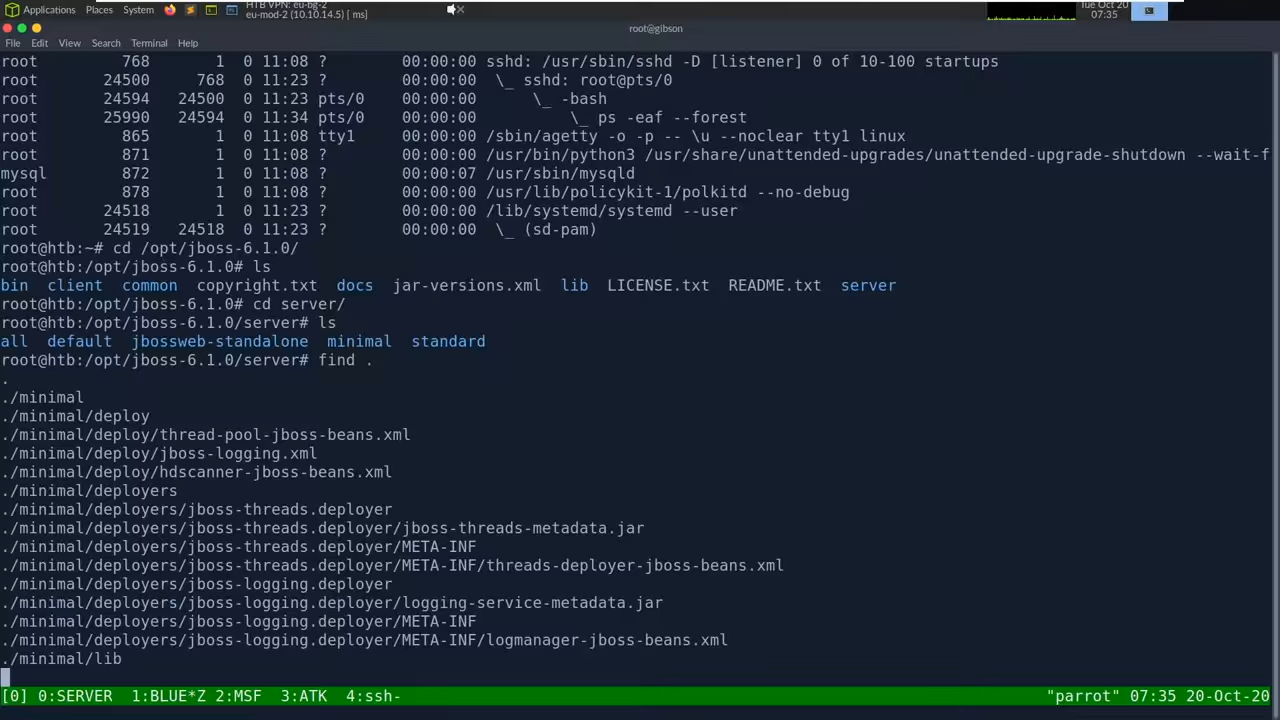 Applications Places System HTB VPN: eu-bg-2
eu-mod-2 (10.10.14.5) [ ms] Tue Oct 20
07:35
File Edit View Search Terminal Help root@gibson
root 768 1 0 11:08 ? 00:00:00 sshd: /usr/sbin/sshd -D [listener] 0 of 10-100 startups
root 24500 768 0 11:23 ? 00:00:00 \_ sshd: root@pts/0
root 24594 24500 0 11:23 pts/0 00:00:00 \_ -bash
root 25990 24594 0 11:34 pts/0 00:00:00 \_ ps -eaf --forest
root 865 1 0 11:08 tty1 00:00:00 /sbin/agetty -o -p -- \u --noclear tty1 linux
root 871 1 0 11:08 ? 00:00:00 /usr/bin/python3 /usr/share/unattended-upgrades/unattended-upgrade-shutdown --wait-f
mysql 872 1 0 11:08 ? 00:00:07 /usr/sbin/mysqld
root 878 1 0 11:08 ? 00:00:00 /usr/lib/policykit-1/polkitd --no-debug
root 24518 1 0 11:23 ? 00:00:00 /lib/systemd/systemd --user
root 24519 24518 0 11:23 ? 00:00:00 \_ (sd-pam)
root@htb:~# cd /opt/jboss-6.1.0/
root@htb:/opt/jboss-6.1.0# ls
bin client common copyright.txt docs jar-versions.xml lib LICENSE.txt README.txt server
root@htb:/opt/jboss-6.1.0# cd server/
root@htb:/opt/jboss-6.1.0/server# ls
all default jbossweb-standalone minimal standard
root@htb:/opt/jboss-6.1.0/server# find .
.
./minimal
./minimal/deploy
./minimal/deploy/thread-pool-jboss-beans.xml
./minimal/deploy/jboss-logging.xml
./minimal/deploy/hdscanner-jboss-beans.xml
./minimal/deployers
./minimal/deployers/jboss-threads.deployer
./minimal/deployers/jboss-threads.deployer/jboss-threads-metadata.jar
./minimal/deployers/jboss-threads.deployer/META-INF
./minimal/deployers/jboss-threads.deployer/META-INF/threads-deployer-jboss-beans.xml
./minimal/deployers/jboss-logging.deployer
./minimal/deployers/jboss-logging.deployer/logging-service-metadata.jar
./minimal/deployers/jboss-logging.deployer/META-INF
./minimal/deployers/jboss-logging.deployer/META-INF/logmanager-jboss-beans.xml
./minimal/lib
[0] 0:SERVER 1:BLUE*Z 2:MSF 3:ATK 4:ssh- "parrot" 07:35 20-Oct-20